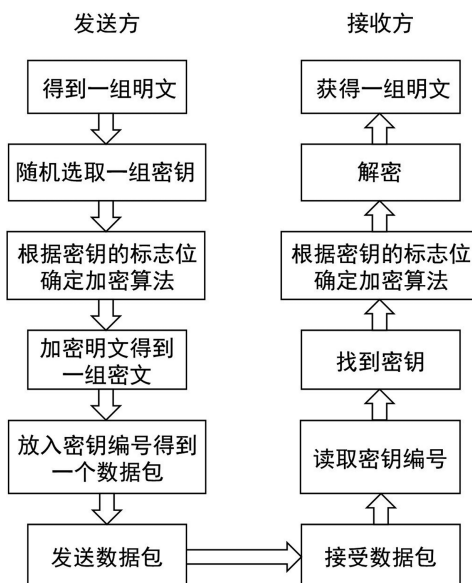 发送方
得到一组明文
随机选取一组密钥
根据密钥的标志位
确定加密算法
加密明文得到
一组密文
放入密钥编号得到
一个数据包
发送数据包
接收方
获得一组明文
解密
根据密钥的标志位
确定加密算法
找到密钥
读取密钥编号
接受数据包